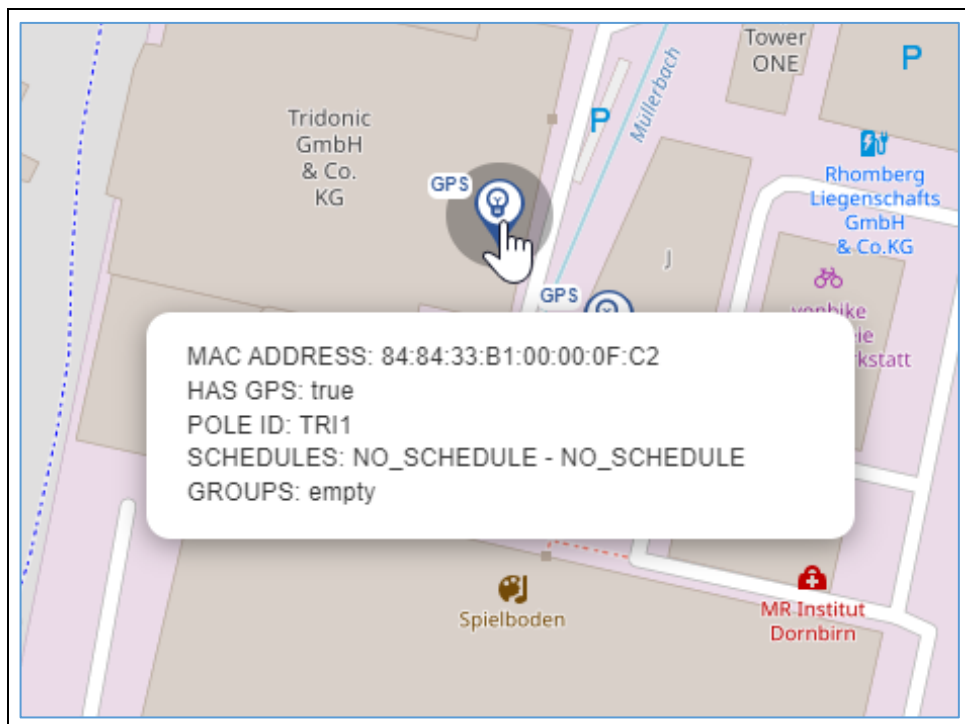 Tower
ONE
P
Tridonic
GmbH
& Co.
KG
P
Müllerbach
Rhomberg
Liegenschafts
GmbH
& Co.KG
GPS
J
GPS
MAC ADDRESS: 84:84:33:B1:00:00:0F:C2
HAS GPS: true
POLE ID: TRI1
SCHEDULES: NO_SCHEDULE - NO_SCHEDULE
GROUPS: empty
Spielboden
MR Institut
Dornbirn